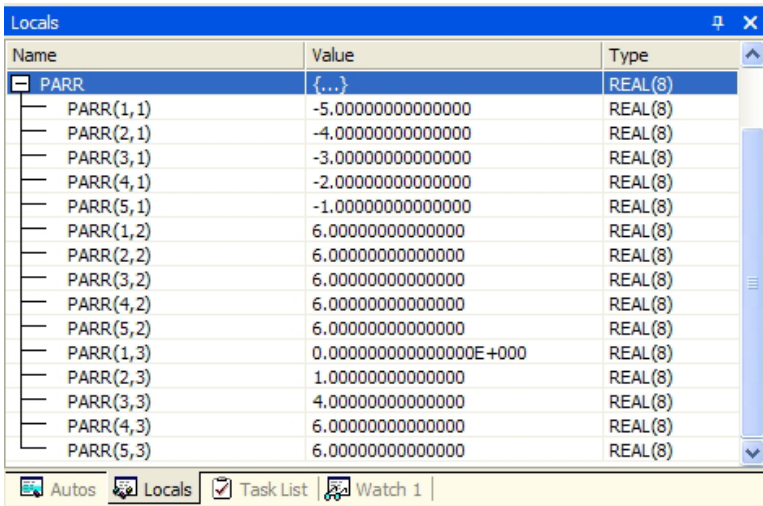 Locals
Name Value Type
PARR {...} REAL(8)
PARR(1,1) -5.00000000000000 REAL(8)
PARR(2,1) -4.00000000000000 REAL(8)
PARR(3,1) -3.00000000000000 REAL(8)
PARR(4,1) -2.00000000000000 REAL(8)
PARR(5,1) -1.00000000000000 REAL(8)
PARR(1,2) 6.00000000000000 REAL(8)
PARR(2,2) 6.00000000000000 REAL(8)
PARR(3,2) 6.00000000000000 REAL(8)
PARR(4,2) 6.00000000000000 REAL(8)
PARR(5,2) 6.00000000000000 REAL(8)
PARR(1,3) 0.000000000000000E+000 REAL(8)
PARR(2,3) 1.00000000000000 REAL(8)
PARR(3,3) 4.00000000000000 REAL(8)
PARR(4,3) 6.00000000000000 REAL(8)
PARR(5,3) 6.00000000000000 REAL(8)
Autos Locals Task List Watch 1